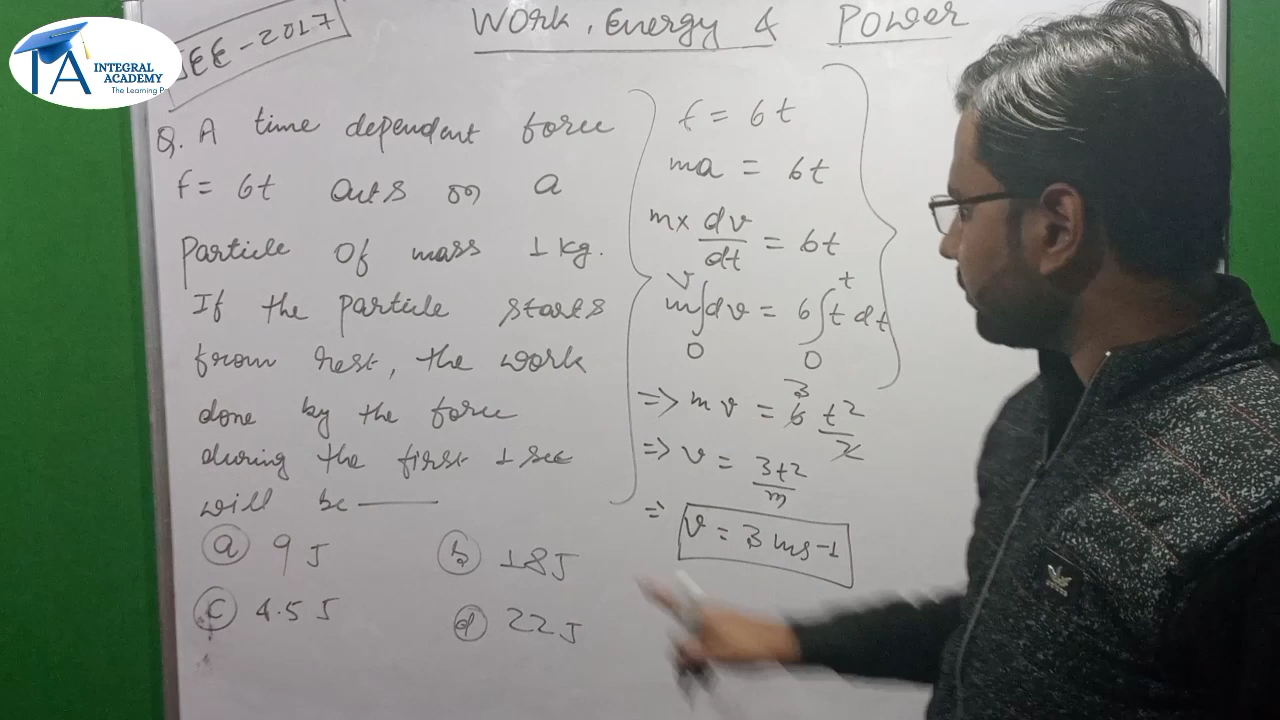 INTEGRAL
ACADEMY
JEE-2017
Work, Energy & Power
Q. A time dependent force
f = 6t acts on a
Particle Of mass 1 kg.
If the particle starts
from rest, the work
done by the force
during the first 1 sec
will be
(a) 9 J
(b) 18 J
(c) 4.5 J
(d) 22 J
f = 6t
ma = 6t
m x dv/dt = 6t
m∫₀ᵛ dv = 6∫₀ᵗ t dt
=> mv = 6 t²/2 3
=> v = 3t2/m
=> v = 3 ms-1